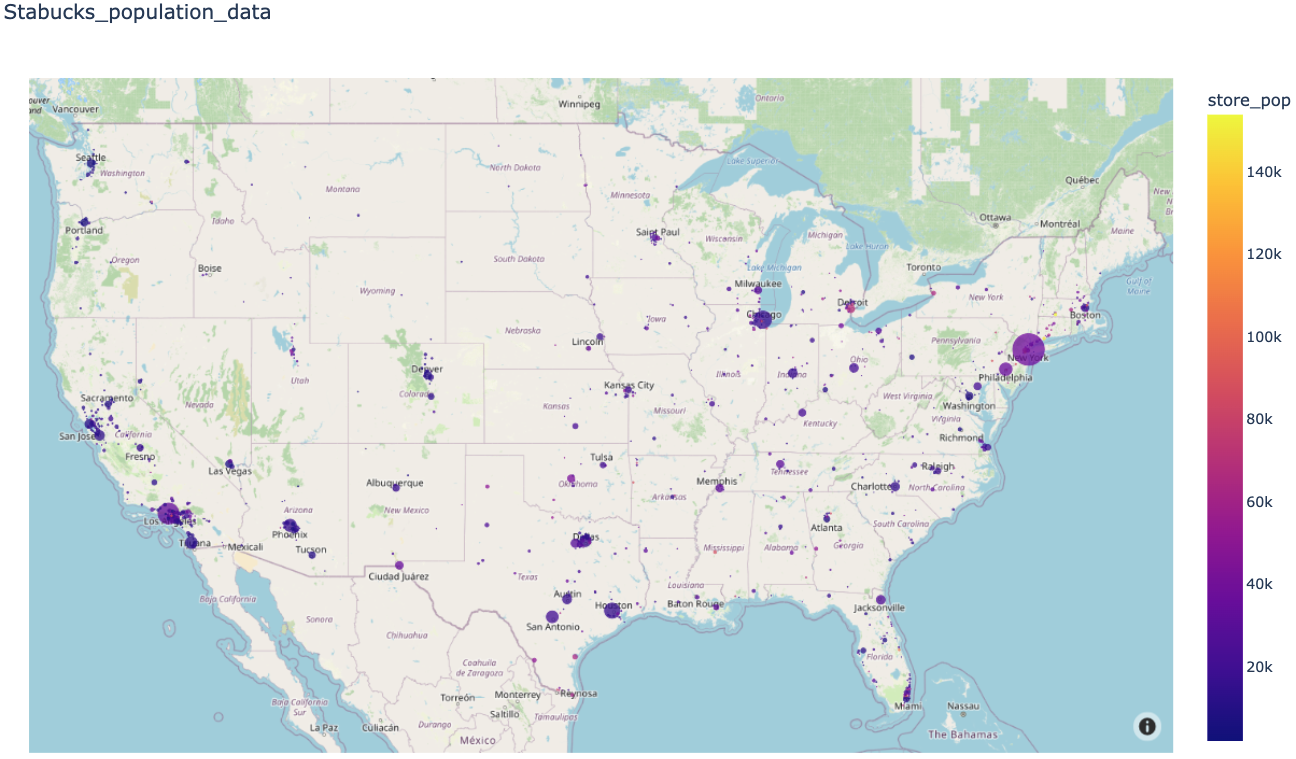 Stabucks_population_data
store_pop
140k
120k
100k
80k
60k
40k
20k
Vancouver
Winnipeg
Ontario
Seattle
Washington
North Dakota
Lake Superior
Québec
Montana
Minnesota
Portland
Idaho
Saint Paul
Wisconsin
Michigan
Ottawa
Montréal
Maine
Oregon
Boise
South Dakota
Lake Huron
Toronto
Lake Michigan
Gulf of
Maine
Wyoming
Milwaukee
Detroit
New York
Chicago
Boston
Nebraska
Iowa
Lincoln
Pennsylvania
New York
Utah
Denver
Colorado
Illinois
Indiana
Ohio
Philadelphia
Nevada
Sacramento
Kansas City
Kansas
Missouri
West Virginia
Washington
San Jose
California
Kentucky
Virginia
Richmond
Fresno
Las Vegas
Tulsa
Tennessee
Raleigh
Albuquerque
Oklahoma
Memphis
Charlotte
North Carolina
Arkansas
Los Angeles
Arizona
New Mexico
Phoenix
Atlanta
South Carolina
Tijuana
Mexicali
Tucson
Dallas
Mississippi
Alabama
Georgia
Ciudad Juárez
Texas
Louisiana
Baja California
Austin
Houston
Baton Rouge
Jacksonville
Sonora
San Antonio
Chihuahua
Florida
Coahuila
de Zaragoza
Baja California
Sur
Torreón
Monterrey
Reynosa
Miami
Nassau
Saltillo
Tamaulipas
La Paz
Culiacán
Durango
México
The Bahamas